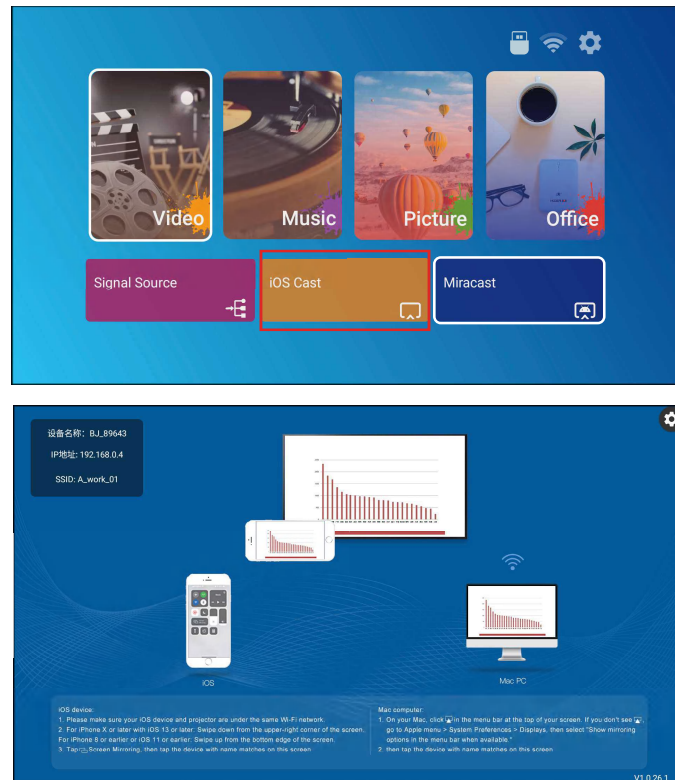 Video
Music
Picture
Office
Signal Source
iOS Cast
Miracast
设备名称：BJ_89643
IP地址: 192.168.0.4
SSID: A_work_01
iOS
Mac PC
iOS device:
1. Please make sure your iOS device and projector are under the same Wi-Fi network.
2. For iPhone X or later with iOS 13 or later: Swipe down from the upper-right corner of the screen.
For iPhone 8 or earlier or iOS 11 or earlier: Swipe up from the bottom edge of the screen.
3. Tap Screen Mirroring, then tap the device with name matches on this screen
Mac computer:
1. On your Mac, click in the menu bar at the top of your screen. If you don't see ,
go to Apple menu > System Preferences > Displays, then select "Show mirroring
options in the menu bar when available."
2. then tap the device with name matches on this screen
V1.0.26.1